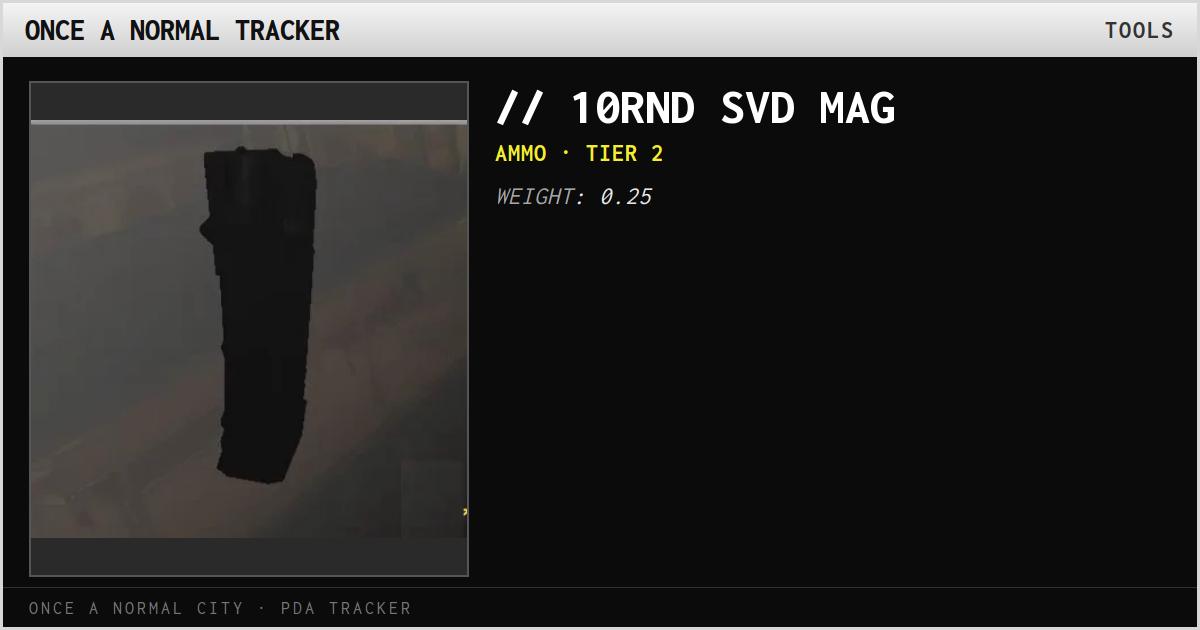 ONCE A NORMAL TRACKER
TOOLS
// 10RND SVD MAG
AMMO · TIER 2
WEIGHT: 0.25
ONCE A NORMAL CITY · PDA TRACKER